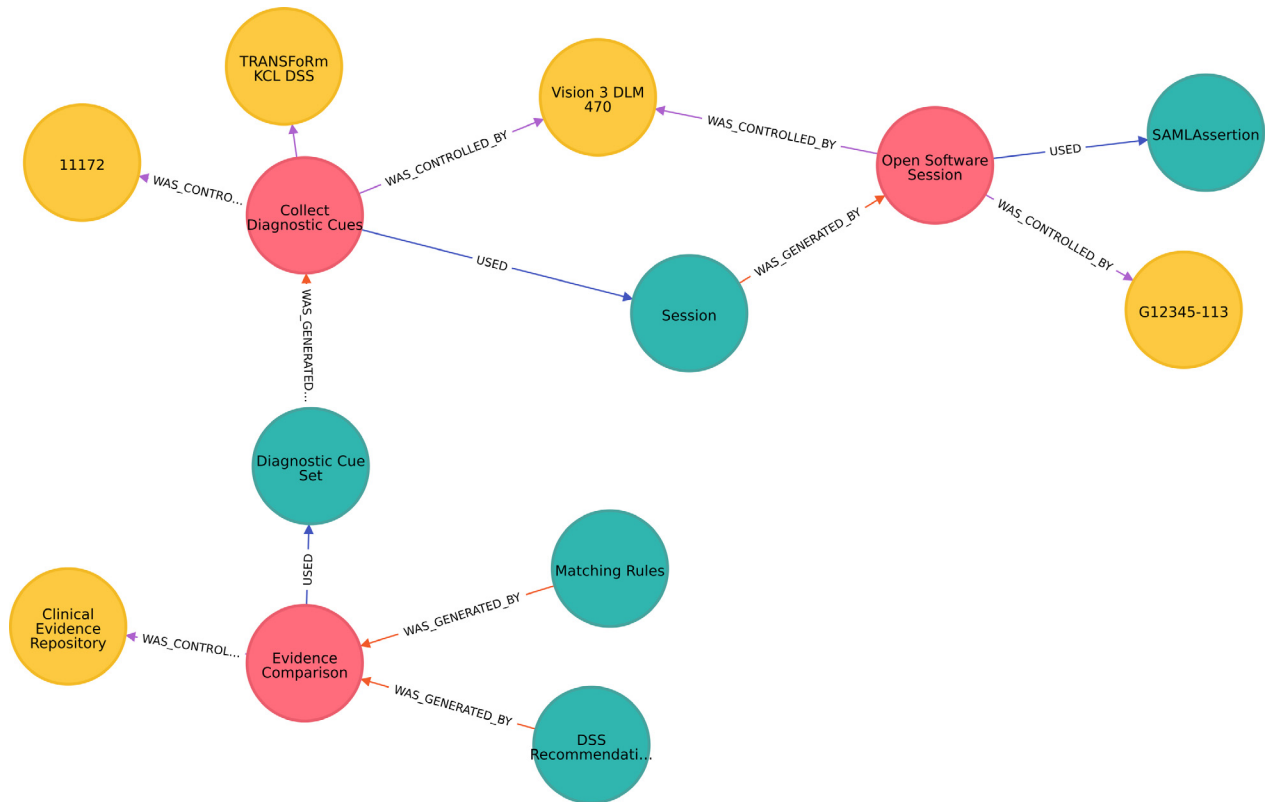 TRANSFoRm
KCL DSS
Vision 3 DLM
470
SAMLAssertion
11172
WAS_CONTROLLED_BY
WAS_CONTROLLED_BY
USED
Open Software
Session
WAS_CONTRO...
Collect
Diagnostic Cues
WAS_CONTROLLED_BY
USED
WAS_GENERATED_BY
Session
G12345-113
WAS_GENERATED...
Diagnostic Cue
Set
USED
Matching Rules
WAS_GENERATED_BY
Clinical
Evidence
Repository
WAS_CONTROL...
Evidence
Comparison
WAS_GENERATED_BY
DSS
Recommendati...